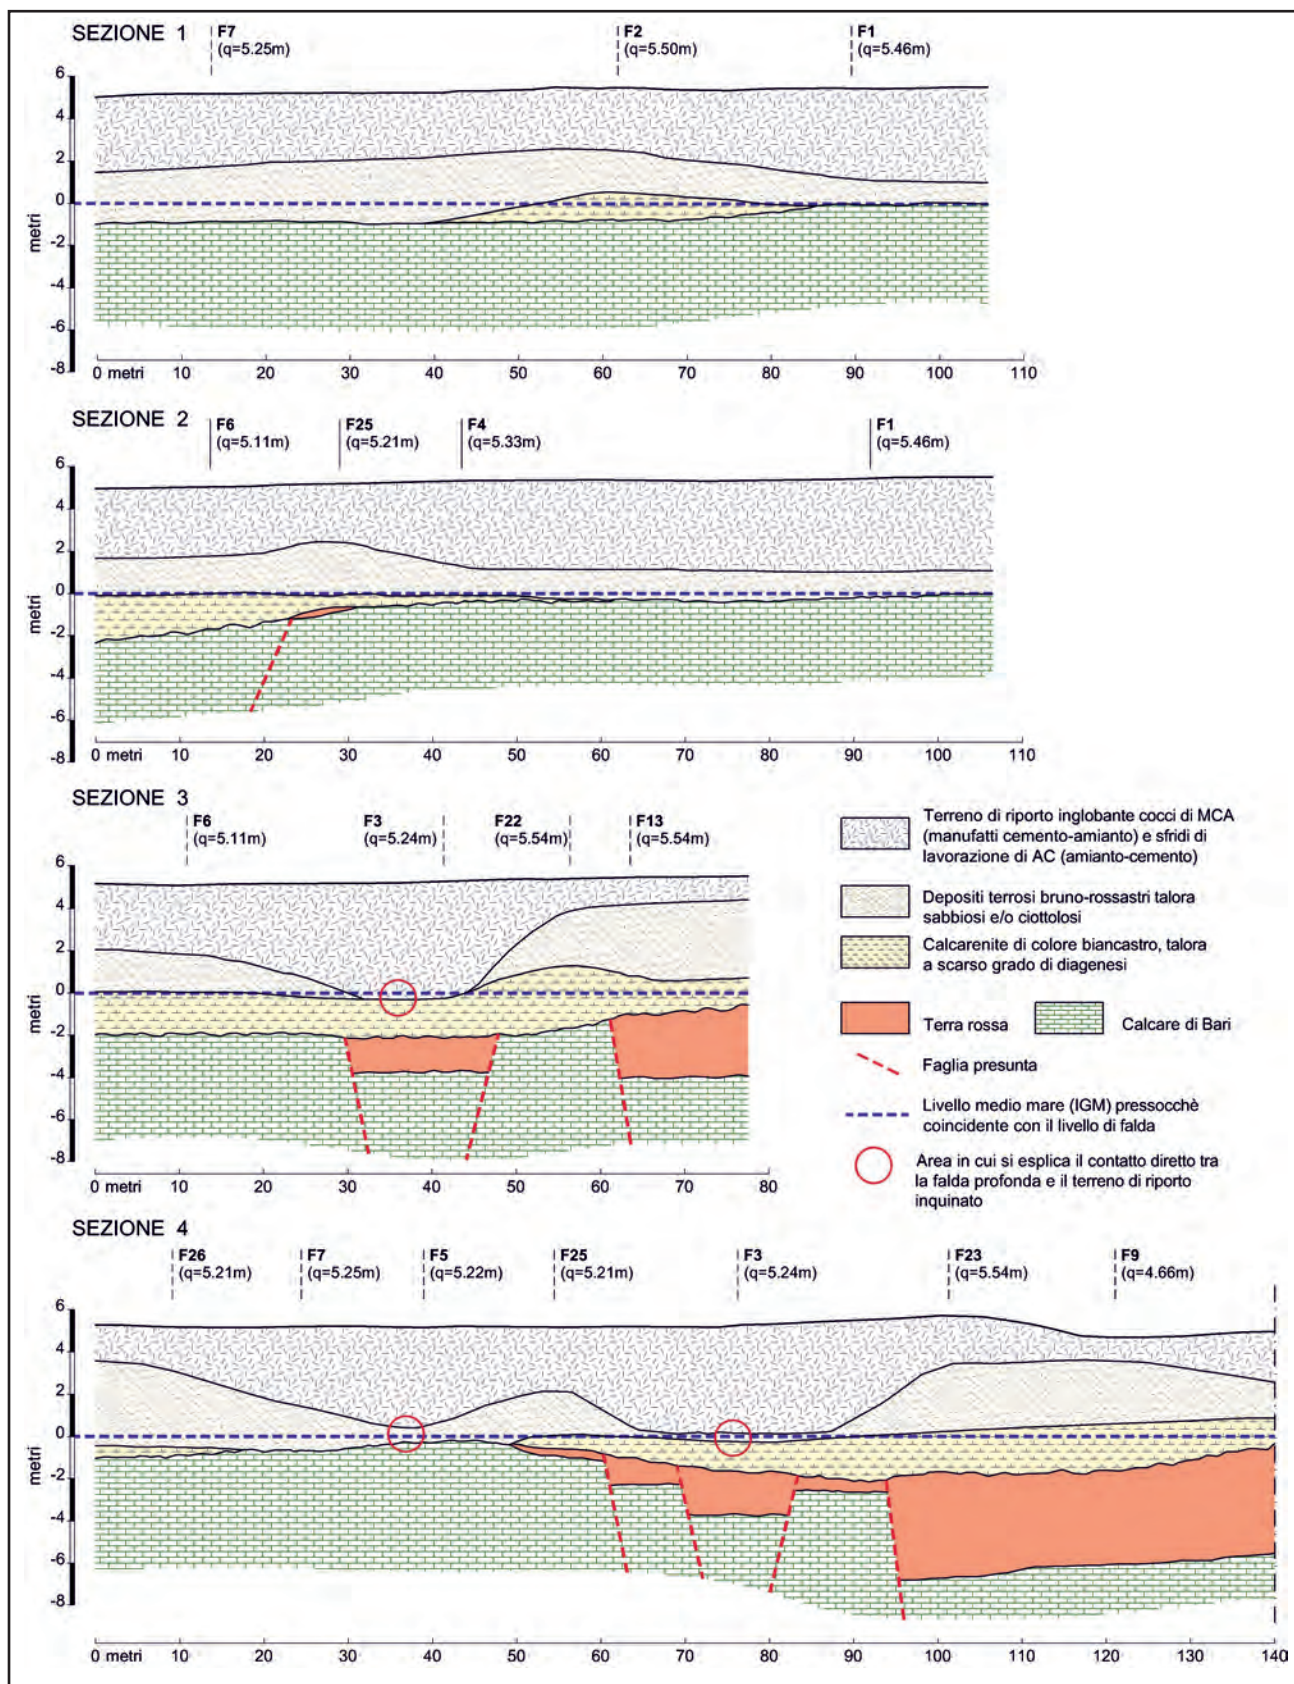 SEZIONE 1
F7
(q=5.25m)
F2
(q=5.50m)
F1
(q=5.46m)
6
4
2
0
-2
-4
-6
-8
metri
0 metri 10 20 30 40 50 60 70 80 90 100 110
SEZIONE 2
F6
(q=5.11m)
F25
(q=5.21m)
F4
(q=5.33m)
F1
(q=5.46m)
6
4
2
0
-2
-4
-6
-8
metri
0 metri 10 20 30 40 50 60 70 80 90 100 110
SEZIONE 3
F6
(q=5.11m)
F3
(q=5.24m)
F22
(q=5.54m)
F13
(q=5.54m)
6
4
2
0
-2
-4
-6
-8
metri
0 metri 10 20 30 40 50 60 70 80
Terreno di riporto inglobante cocci di MCA
(manufatti cemento-amianto) e sfridi di
lavorazione di AC (amianto-cemento)
Depositi terrosi bruno-rossastri talora
sabbiosi e/o ciottolosi
Calcarenite di colore biancastro, talora
a scarso grado di diagenesi
Terra rossa
Calcare di Bari
Faglia presunta
Livello medio mare (IGM) pressocchè
coincidente con il livello di falda
Area in cui si esplica il contatto diretto tra
la falda profonda e il terreno di riporto
inquinato
SEZIONE 4
F26
(q=5.21m)
F7
(q=5.25m)
F5
(q=5.22m)
F25
(q=5.21m)
F3
(q=5.24m)
F23
(q=5.54m)
F9
(q=4.66m)
6
4
2
0
-2
-4
-6
-8
metri
0 metri 10 20 30 40 50 60 70 80 90 100 110 120 130 140